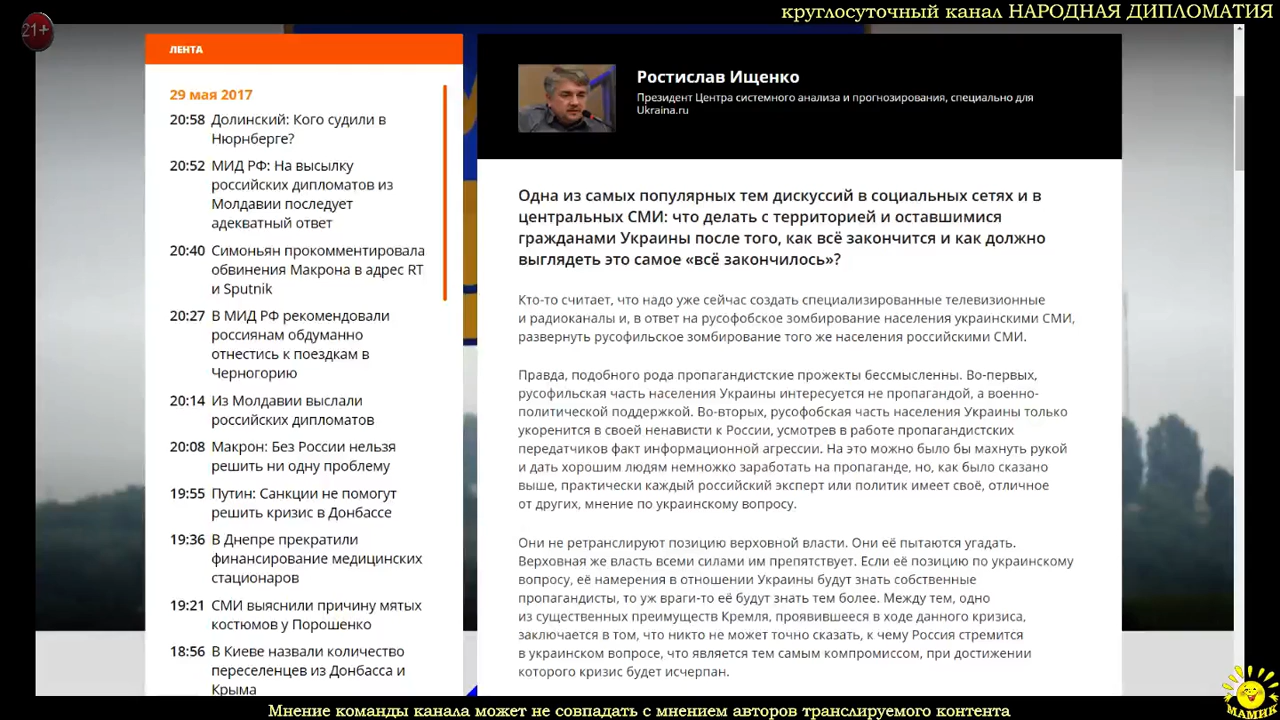 круглосуточный канал НАРОДНАЯ ДИПЛОМАТИЯ
21+
ЛЕНТА
29 мая 2017
20:58 Долинский: Кого судили в
Нюрнберге?
20:52 МИД РФ: На высылку
российских дипломатов из
Молдавии последует
адекватный ответ
20:40 Симоньян прокомментировала
обвинения Макрона в адрес RT
и Sputnik
20:27 В МИД РФ рекомендовали
россиянам обдуманно
отнестись к поездкам в
Черногорию
20:14 Из Молдавии выслали
российских дипломатов
20:08 Макрон: Без России нельзя
решить ни одну проблему
19:55 Путин: Санкции не помогут
решить кризис в Донбассе
19:36 В Днепре прекратили
финансирование медицинских
стационаров
19:21 СМИ выяснили причину мятых
костюмов у Порошенко
18:56 В Киеве назвали количество
переселенцев из Донбасса и
Крыма
Ростислав Ищенко
Президент Центра системного анализа и прогнозирования, специально для
Ukraina.ru
Одна из самых популярных тем дискуссий в социальных сетях и в
центральных СМИ: что делать с территорией и оставшимися
гражданами Украины после того, как всё закончится и как должно
выглядеть это самое «всё закончилось»?
Кто-то считает, что надо уже сейчас создать специализированные телевизионные
и радиоканалы и, в ответ на русофобское зомбирование населения украинскими СМИ,
развернуть русофильское зомбирование того же населения российскими СМИ.
Правда, подобного рода пропагандистские прожекты бессмысленны. Во-первых,
русофильская часть населения Украины интересуется не пропагандой, а военно-
политической поддержкой. Во-вторых, русофобская часть населения Украины только
укоренится в своей ненависти к России, усмотрев в работе пропагандистских
передатчиков факт информационной агрессии. На это можно было бы махнуть рукой
и дать хорошим людям немножко заработать на пропаганде, но, как было сказано
выше, практически каждый российский эксперт или политик имеет своё, отличное
от других, мнение по украинскому вопросу.
Они не ретранслируют позицию верховной власти. Они её пытаются угадать.
Верховная же власть всеми силами им препятствует. Если её позицию по украинскому
вопросу, её намерения в отношении Украины будут знать собственные
пропагандисты, то уж враги-то её будут знать тем более. Между тем, одно
из существенных преимуществ Кремля, проявившееся в ходе данного кризиса,
заключается в том, что никто не может точно сказать, к чему Россия стремится
в украинском вопросе, что является тем самым компромиссом, при достижении
которого кризис будет исчерпан.
МАМИК
Мнение команды канала может не совпадать с мнением авторов транслируемого контента